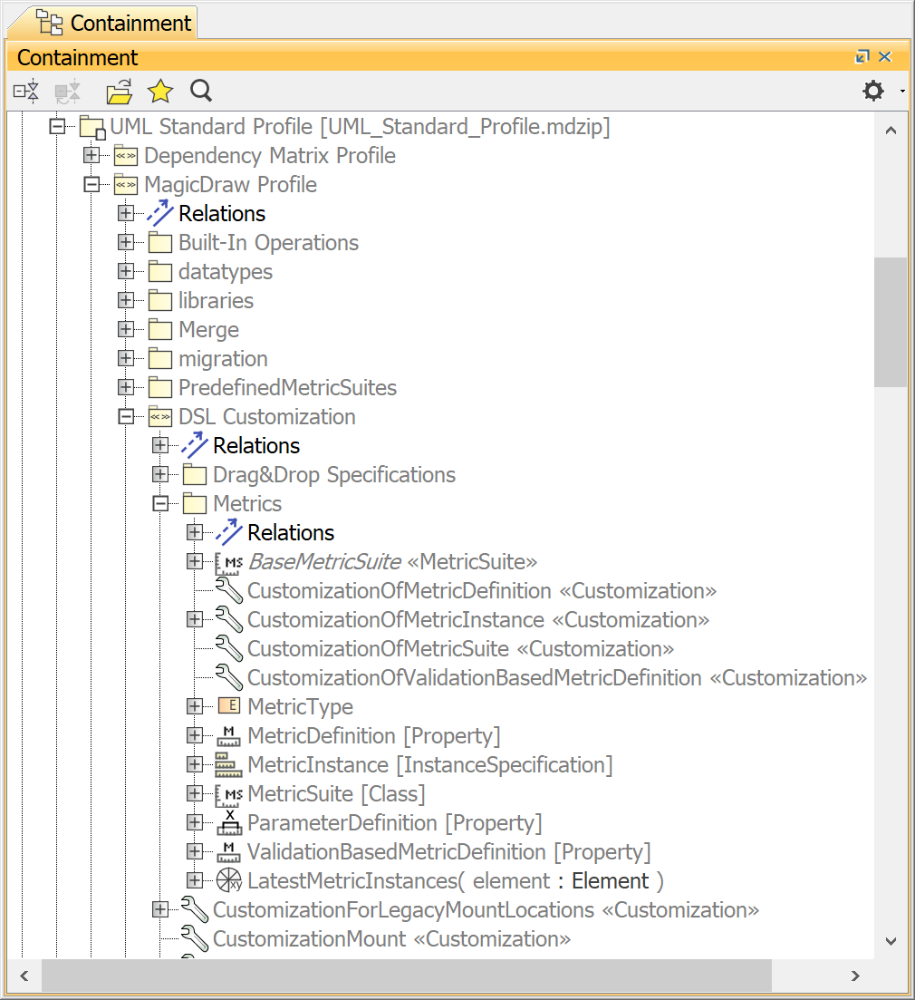 Containment
Containment
UML Standard Profile [UML_Standard_Profile.mdzip]
<<>> Dependency Matrix Profile
<<>> MagicDraw Profile
Relations
Built-In Operations
datatypes
libraries
Merge
migration
PredefinedMetricSuites
<<>> DSL Customization
Relations
Drag&Drop Specifications
Metrics
Relations
MS BaseMetricSuite «MetricSuite»
CustomizationOfMetricDefinition «Customization»
CustomizationOfMetricInstance «Customization»
CustomizationOfMetricSuite «Customization»
CustomizationOfValidationBasedMetricDefinition «Customization»
E MetricType
M MetricDefinition [Property]
MetricInstance [InstanceSpecification]
MS MetricSuite [Class]
X ParameterDefinition [Property]
M ValidationBasedMetricDefinition [Property]
xy LatestMetricInstances( element : Element )
CustomizationForLegacyMountLocations «Customization»
CustomizationMount «Customization»